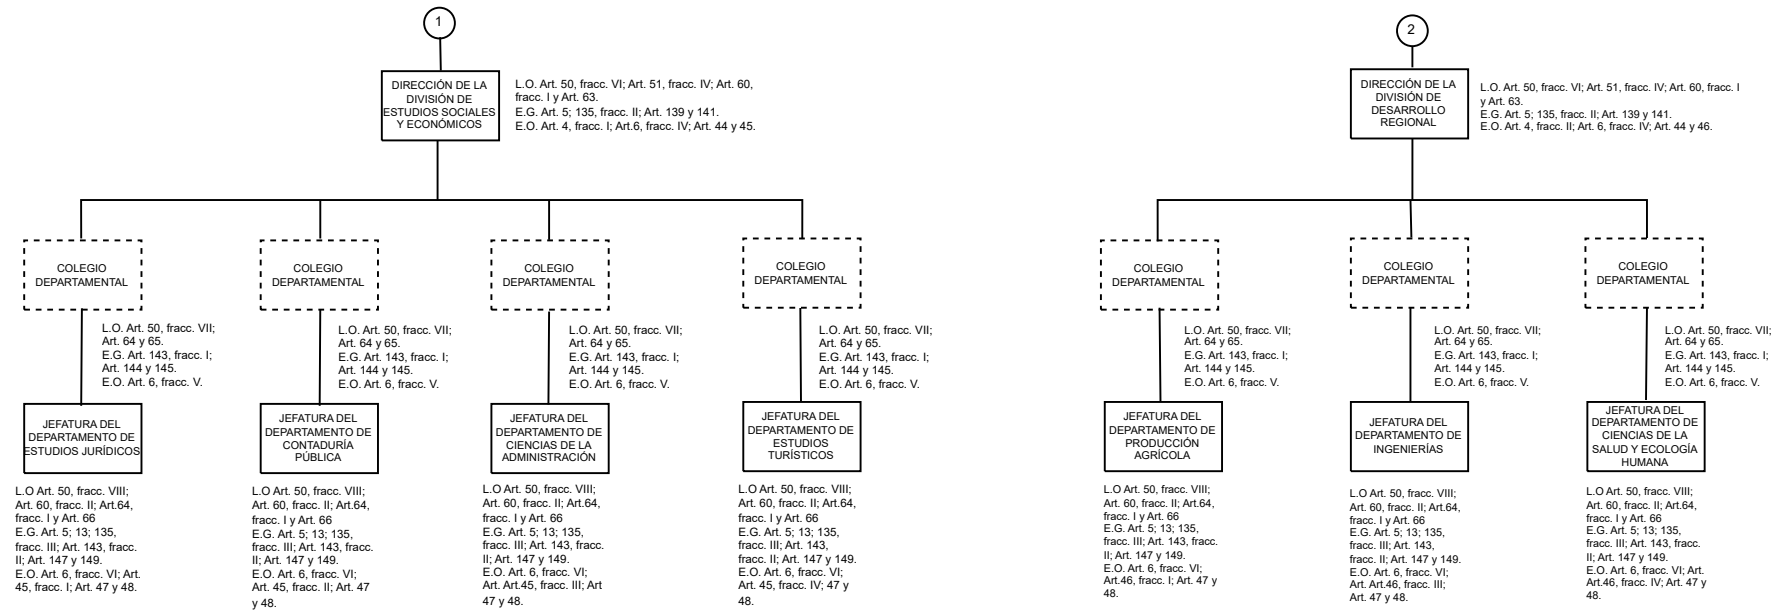 1
DIRECCIÓN DE LA
DIVISIÓN DE
ESTUDIOS SOCIALES
Y ECONÓMICOS
L.O. Art. 50, fracc. VI; Art. 51, fracc. IV; Art. 60,
fracc. I y Art. 63.
E.G. Art. 5; 135, fracc. II; Art. 139 y 141.
E.O. Art. 4, fracc. I; Art.6, fracc. IV; Art. 44 y 45.
COLEGIO
DEPARTAMENTAL
L.O. Art. 50, fracc. VII;
Art. 64 y 65.
E.G. Art. 143, fracc. I;
Art. 144 y 145.
E.O. Art. 6, fracc. V.
JEFATURA DEL
DEPARTAMENTO DE
ESTUDIOS JURÍDICOS
L.O Art. 50, fracc. VIII;
Art. 60, fracc. II; Art.64,
fracc. I y Art. 66
E.G. Art. 5; 13; 135,
fracc. III; Art. 143, fracc.
II; Art. 147 y 149.
E.O. Art. 6, fracc. VI; Art.
45, fracc. I; Art. 47 y 48.
COLEGIO
DEPARTAMENTAL
L.O. Art. 50, fracc. VII;
Art. 64 y 65.
E.G. Art. 143, fracc. I;
Art. 144 y 145.
E.O. Art. 6, fracc. V.
JEFATURA DEL
DEPARTAMENTO DE
CONTADURÍA
PÚBLICA
L.O Art. 50, fracc. VIII;
Art. 60, fracc. II; Art.64,
fracc. I y Art. 66
E.G. Art. 5; 13; 135,
fracc. III; Art. 143, fracc.
II; Art. 147 y 149.
E.O. Art. 6, fracc. VI;
Art. 45, fracc. II; Art. 47
y 48.
COLEGIO
DEPARTAMENTAL
L.O. Art. 50, fracc. VII;
Art. 64 y 65.
E.G. Art. 143, fracc. I;
Art. 144 y 145.
E.O. Art. 6, fracc. V.
JEFATURA DEL
DEPARTAMENTO DE
CIENCIAS DE LA
ADMINISTRACIÓN
L.O Art. 50, fracc. VIII;
Art. 60, fracc. II; Art.64,
fracc. I y Art. 66
E.G. Art. 5; 13; 135,
fracc. III; Art. 143, fracc.
II; Art. 147 y 149.
E.O. Art. 6, fracc. VI;
Art. Art.45, fracc. III; Art
47 y 48.
COLEGIO
DEPARTAMENTAL
L.O. Art. 50, fracc. VII;
Art. 64 y 65.
E.G. Art. 143, fracc. I;
Art. 144 y 145.
E.O. Art. 6, fracc. V.
JEFATURA DEL
DEPARTAMENTO DE
ESTUDIOS
TURÍSTICOS
L.O Art. 50, fracc. VIII;
Art. 60, fracc. II; Art.64,
fracc. I y Art. 66
E.G. Art. 5; 13; 135,
fracc. III; Art. 143,
fracc. II; Art. 147 y 149.
E.O. Art. 6, fracc. VI;
Art. 45, fracc. IV; 47 y
48.
2
DIRECCIÓN DE LA
DIVISIÓN DE
DESARROLLO
REGIONAL
L.O. Art. 50, fracc. VI; Art. 51, fracc. IV; Art. 60, fracc. I
y Art. 63.
E.G. Art. 5; 135, fracc. II; Art. 139 y 141.
E.O. Art. 4, fracc. II; Art. 6, fracc. IV; Art. 44 y 46.
COLEGIO
DEPARTAMENTAL
L.O. Art. 50, fracc. VII;
Art. 64 y 65.
E.G. Art. 143, fracc. I;
Art. 144 y 145.
E.O. Art. 6, fracc. V.
JEFATURA DEL
DEPARTAMENTO DE
PRODUCCIÓN
AGRÍCOLA
L.O Art. 50, fracc. VIII;
Art. 60, fracc. II; Art.64,
fracc. I y Art. 66
E.G. Art. 5; 13; 135,
fracc. III; Art. 143, fracc.
II; Art. 147 y 149.
E.O. Art. 6, fracc. VI;
Art.46, fracc. I; Art. 47 y
48.
COLEGIO
DEPARTAMENTAL
L.O. Art. 50, fracc. VII;
Art. 64 y 65.
E.G. Art. 143, fracc. I;
Art. 144 y 145.
E.O. Art. 6, fracc. V.
JEFATURA DEL
DEPARTAMENTO DE
INGENIERÍAS
L.O Art. 50, fracc. VIII;
Art. 60, fracc. II; Art.64,
fracc. I y Art. 66
E.G. Art. 5; 13; 135,
fracc. III; Art. 143,
fracc. II; Art. 147 y 149.
E.O. Art. 6, fracc. VI;
Art. Art.46, fracc. III;
Art. 47 y 48.
COLEGIO
DEPARTAMENTAL
L.O. Art. 50, fracc. VII;
Art. 64 y 65.
E.G. Art. 143, fracc. I;
Art. 144 y 145.
E.O. Art. 6, fracc. V.
JEFATURA DEL
DEPARTAMENTO DE
CIENCIAS DE LA
SALUD Y ECOLOGÍA
HUMANA
L.O Art. 50, fracc. VIII;
Art. 60, fracc. II; Art.64,
fracc. I y Art. 66
E.G. Art. 5; 13; 135,
fracc. III; Art. 143, fracc.
II; Art. 147 y 149.
E.O. Art. 6, fracc. VI; Art.
Art.46, fracc. IV; Art. 47 y
48.